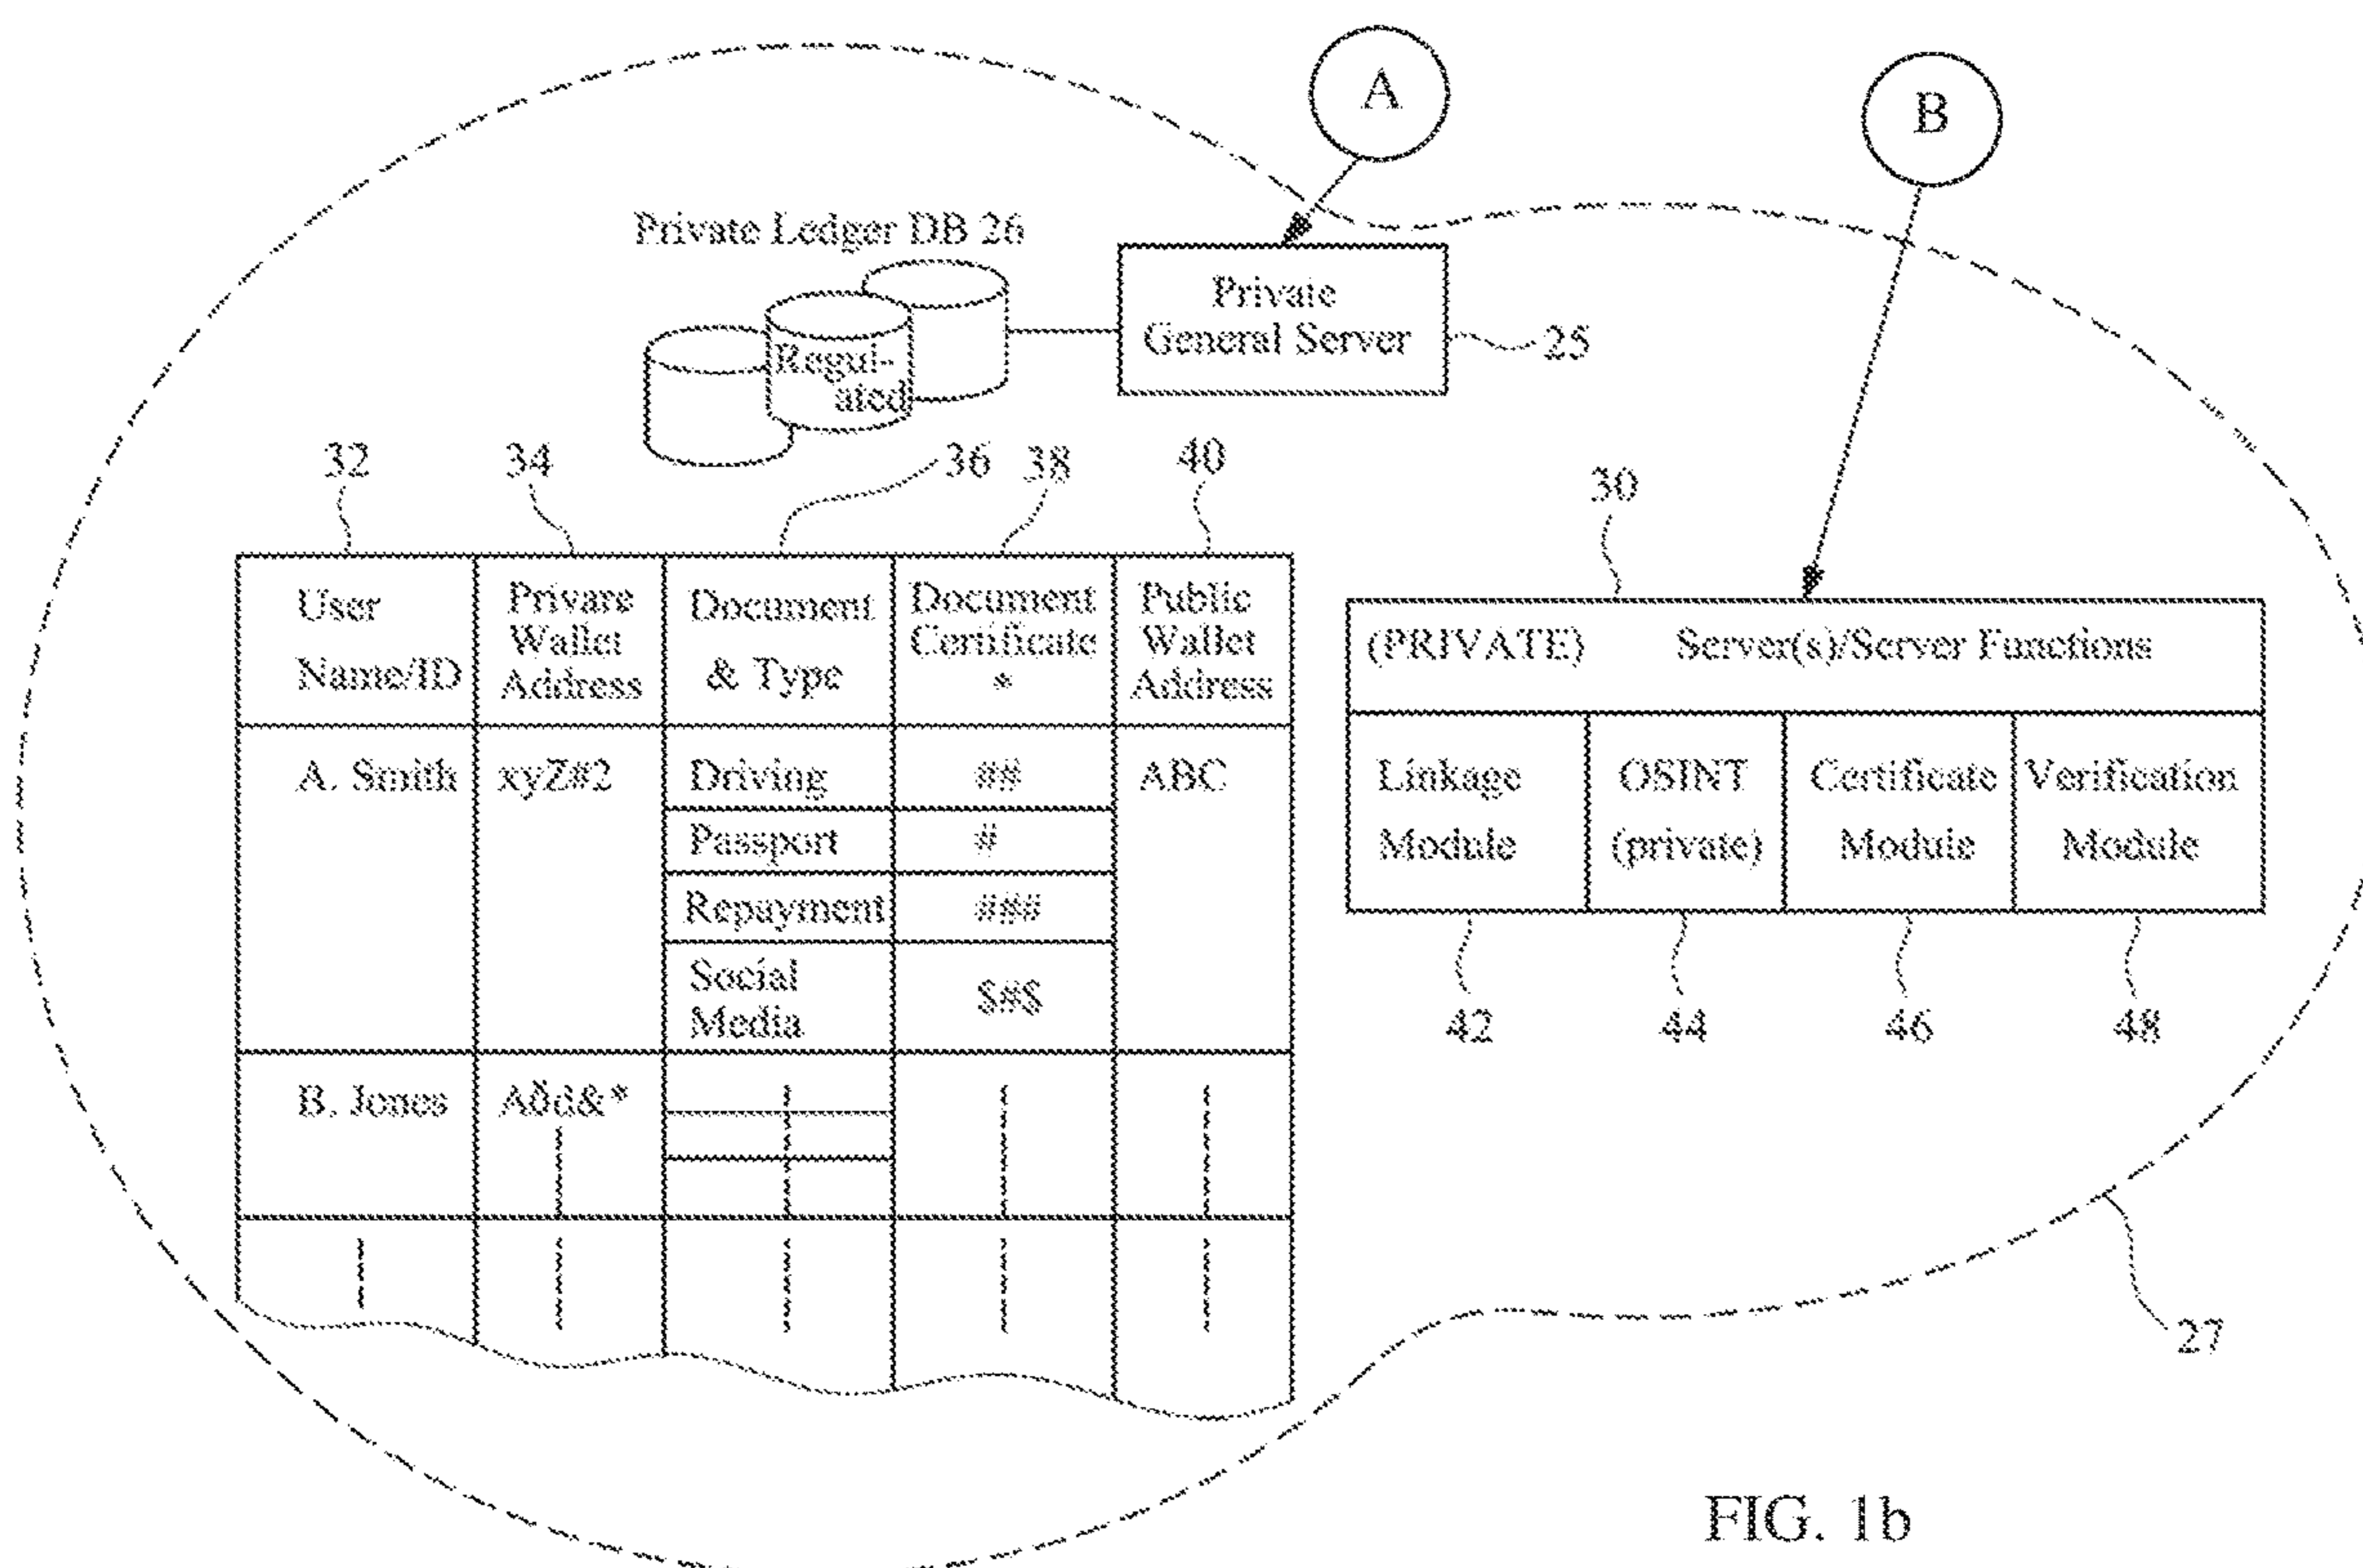 A
B
Private Ledger DB 26
Private
General Server
25
Regul-
ated
32
34
36
38
40
30
User
Name/ID
Privare
Wallet
Address
Document
& Type
Document
Certificate
*
Public
Wallet
Address
(PRIVATE) Server(s)/Server Functions
A. Smith
xyZ#2
Driving
##
ABC
Passport
#
Repayment
###
Social
Media
$#$
Linkage
Module
OSINT
(private)
Certificate
Module
Verification
Module
42
44
46
48
B. Jones
27
FIG. 1b